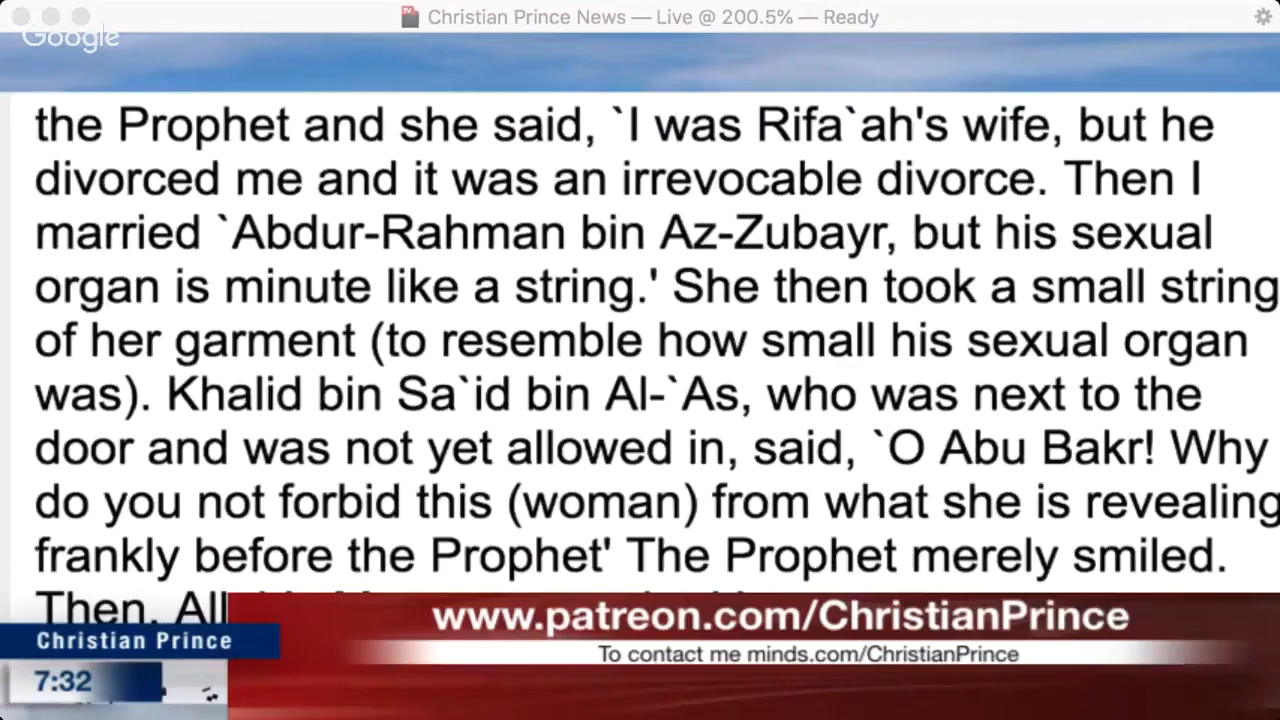 Christian Prince News — Live @ 200.5% — Ready
Google
the Prophet and she said, `I was Rifa`ah's wife, but he
divorced me and it was an irrevocable divorce. Then I
married `Abdur-Rahman bin Az-Zubayr, but his sexual
organ is minute like a string.' She then took a small string
of her garment (to resemble how small his sexual organ
was). Khalid bin Sa`id bin Al-`As, who was next to the
door and was not yet allowed in, said, `O Abu Bakr! Why
do you not forbid this (woman) from what she is revealing
frankly before the Prophet' The Prophet merely smiled.
Then, All
www.patreon.com/ChristianPrince
Christian Prince
To contact me minds.com/ChristianPrince
7:32